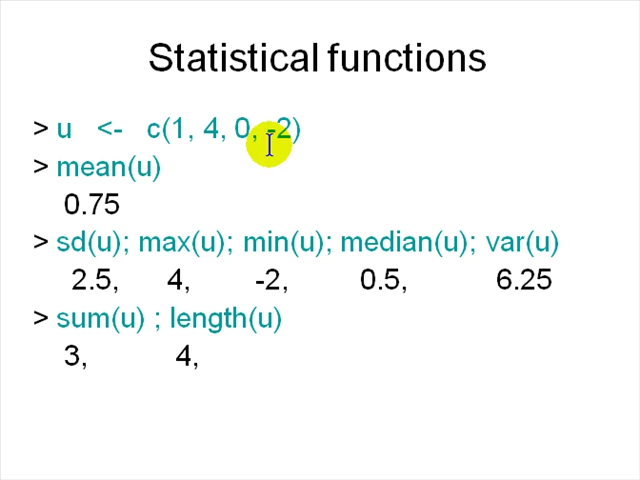 Statistical functions
> u <- c(1, 4, 0, -2)
> mean(u)
0.75
> sd(u); max(u); min(u); median(u); var(u)
2.5, 4, -2, 0.5, 6.25
> sum(u) ; length(u)
3, 4,